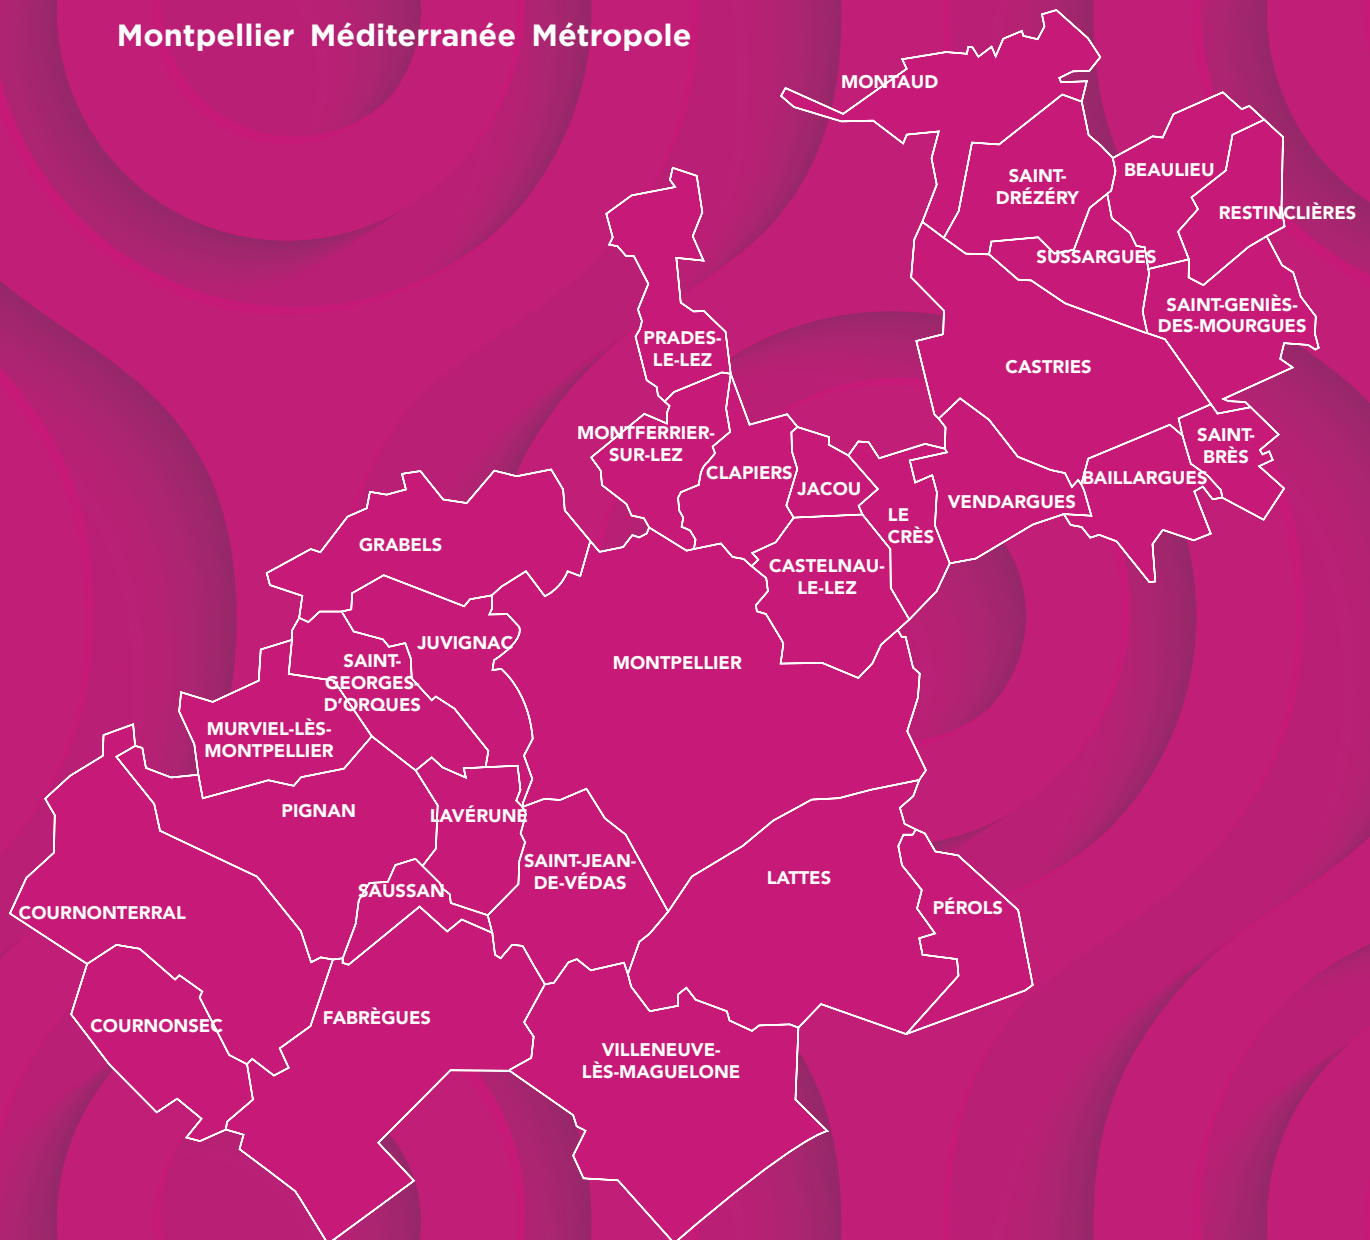 Montpellier Méditerranée Métropole
MONTAUD
SAINT-
DRÉZÉRY
BEAULIEU
RESTINCLIÈRES
SUSSARGUES
SAINT-GENIÈS-
DES-MOURGUES
PRADES-
LE-LEZ
CASTRIES
MONTFERRIER-
SUR-LEZ
CLAPIERS
JACOU
LE
CRÈS
VENDARGUES
BAILLARGUES
SAINT-
BRÈS
GRABELS
CASTELNAU-
LE-LEZ
JUVIGNAC
SAINT-
GEORGES-
D'ORQUES
MONTPELLIER
MURVIEL-LÈS-
MONTPELLIER
PIGNAN
LAVÉRUNE
SAINT-JEAN-
DE-VÉDAS
LATTES
SAUSSAN
PÉROLS
COURNONTERRAL
COURNONSEC
FABRÈGUES
VILLENEUVE-
LÈS-MAGUELONE